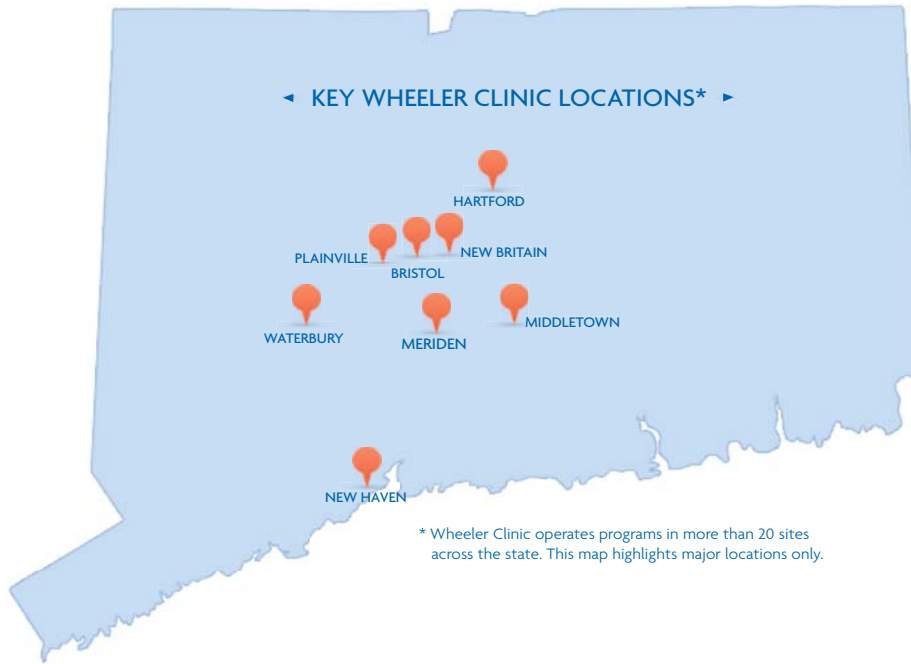 ◄ KEY WHEELER CLINIC LOCATIONS* ►
HARTFORD
PLAINVILLE
BRISTOL
NEW BRITAIN
WATERBURY
MERIDEN
MIDDLETOWN
NEW HAVEN
* Wheeler Clinic operates programs in more than 20 sites
across the state. This map highlights major locations only.